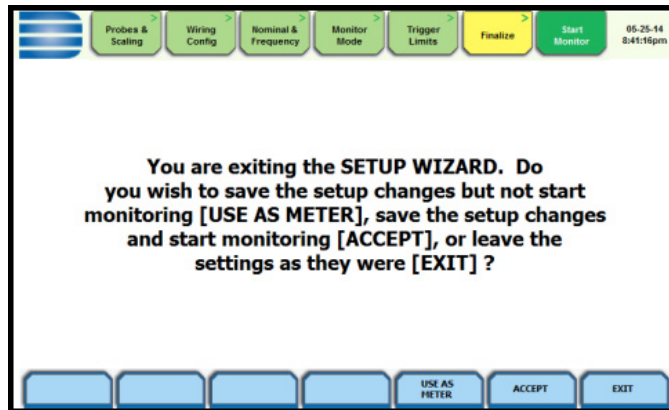 Probes & Scaling > Wiring Config > Nominal & Frequency > Monitor Mode > Trigger Limits > Finalize > Start Monitor 05-25-14 8:41:16pm
You are exiting the SETUP WIZARD. Do
you wish to save the setup changes but not start
monitoring [USE AS METER], save the setup changes
and start monitoring [ACCEPT], or leave the
settings as they were [EXIT] ?
USE AS METER ACCEPT EXIT